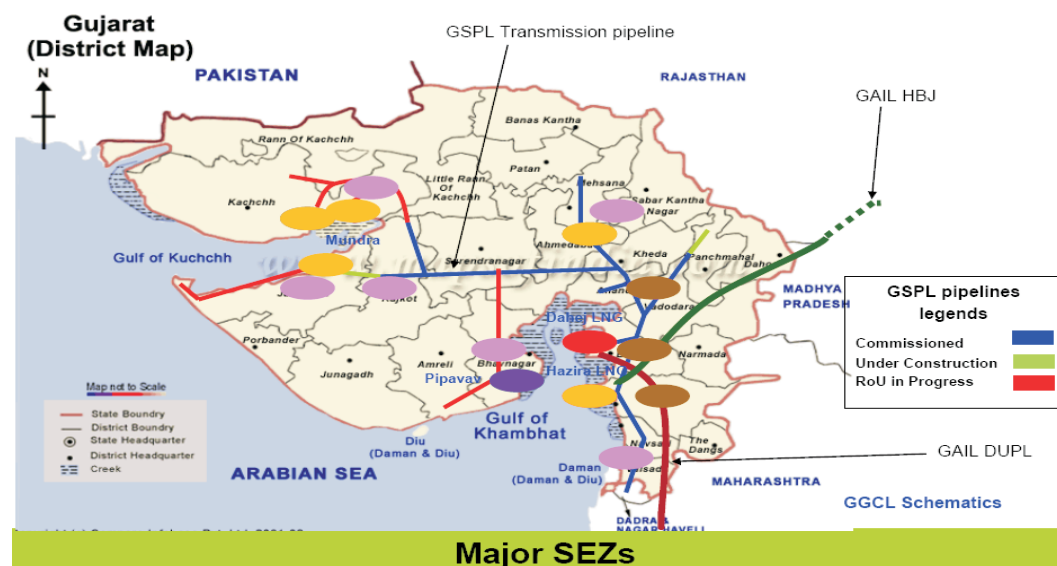 Gujarat
(District Map)
GSPL Transmission pipeline
PAKISTAN
RAJASTHAN
GAIL HBJ
N
Banas Kantha
Rann Of Kachchh
Patan
Little Rann
Of
Kachchh
Mehsana
Sabar Kantha
Nagar
Kachchh
Mundra
Ahmedabad
Kheda
Panchmahal
Gulf of Kuchchh
Surendranagar
Vadodara
MADHYA
PRADESH
GSPL pipelines
legends
Commissioned
Under Construction
RoU in Progress
Dahej LNG
Porbander
Amreli
Bhavnagar
Narmada
Junagadh
Pipavav
Hazira LNG
Map not to Scale
State Boundry
District Boundry
State Headquarter
District Headquarter
Creek
Gulf of
Khambhat
Diu
(Daman & Diu)
Navsari
The
Dangs
GAIL DUPL
ARABIAN SEA
Daman
(Daman & Diu)
MAHARASHTRA
GGCL Schematics
DADRA &
NAGAR HAVELI
Major SEZs